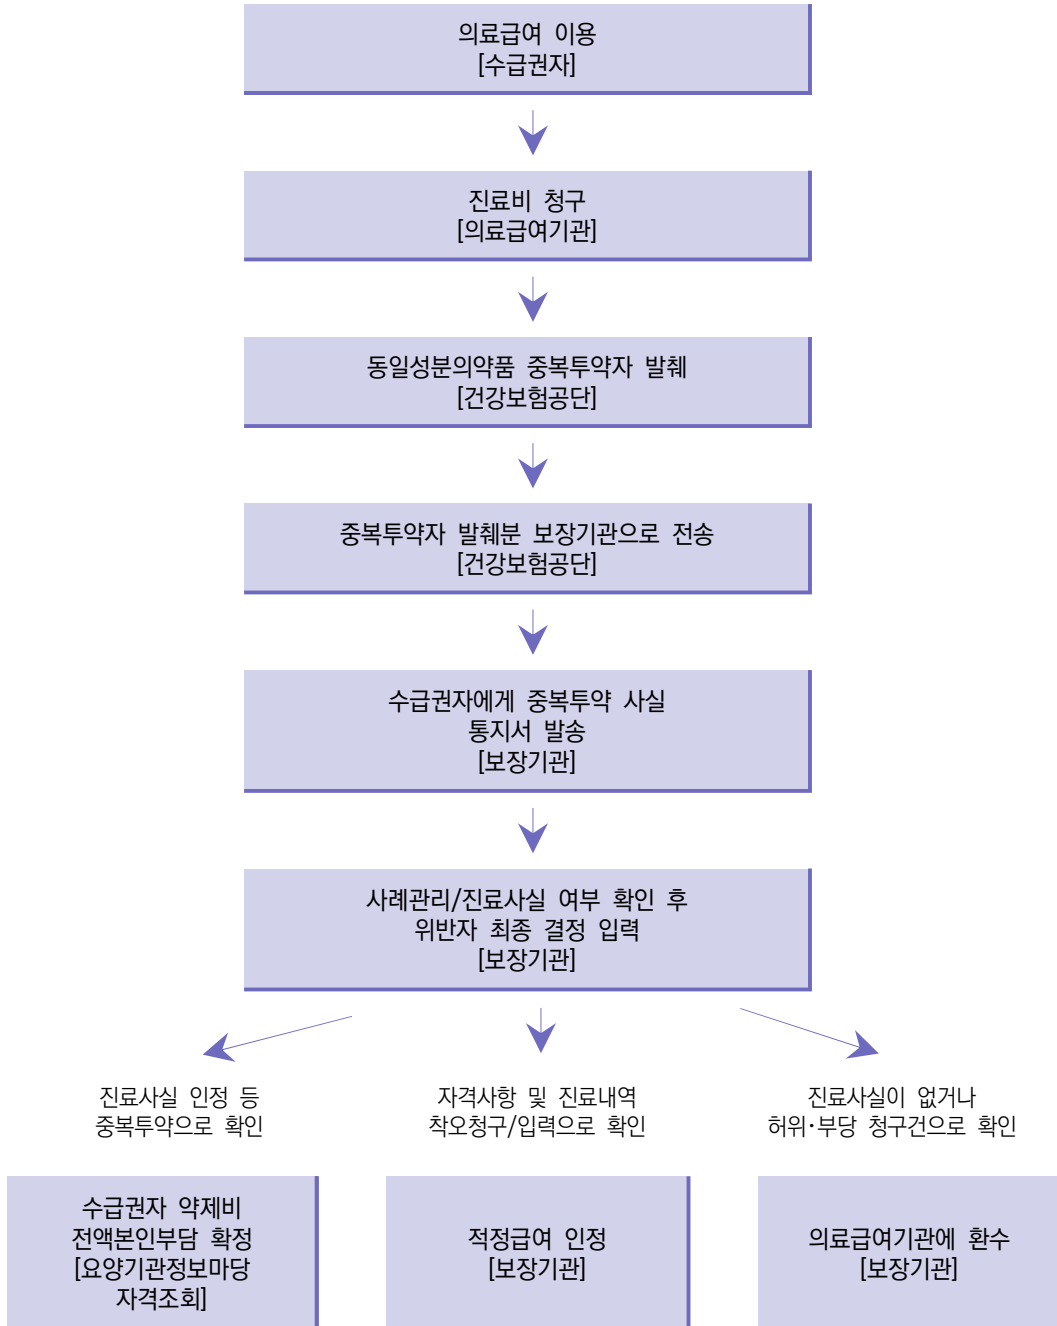 의료급여 이용
[수급권자]
진료비 청구
[의료급여기관]
동일성분의약품 중복투약자 발췌
[건강보험공단]
중복투약자 발췌분 보장기관으로 전송
[건강보험공단]
수급권자에게 중복투약 사실
통지서 발송
[보장기관]
사례관리/진료사실 여부 확인 후
위반자 최종 결정 입력
[보장기관]
진료사실 인정 등
중복투약으로 확인
자격사항 및 진료내역
착오청구/입력으로 확인
진료사실이 없거나
허위·부당 청구건으로 확인
수급권자 약제비
전액본인부담 확정
[요양기관정보마당
자격조회]
적정급여 인정
[보장기관]
의료급여기관에 환수
[보장기관]